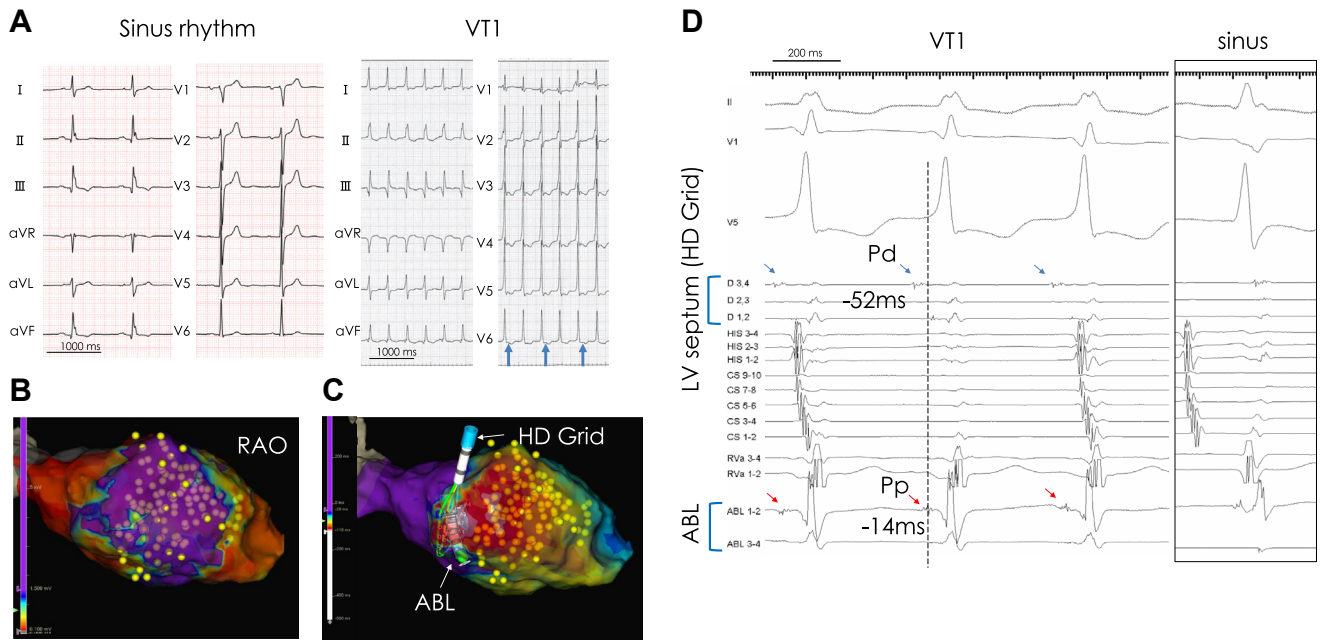 A
Sinus rhythm
VT1
I
II
III
aVR
aVL
aVF
V1
V2
V3
V4
V5
V6
1000 ms
I
II
III
aVR
aVL
aVF
V1
V2
V3
V4
V5
V6
1000 ms
B
RAO
C
HD Grid
ABL
D
VT1
sinus
200 ms
LV septum (HD Grid)
ABL
II
V1
V5
Pd
D 3,4
-52ms
D 2,3
D 1,2
HIS 3-4
HIS 2-3
HIS 1-2
CS 9-10
CS 7-8
CS 5-6
CS 3-4
CS 1-2
RVa 3-4
RVa 1-2
Pp
ABL 1-2
-14ms
ABL 3-4